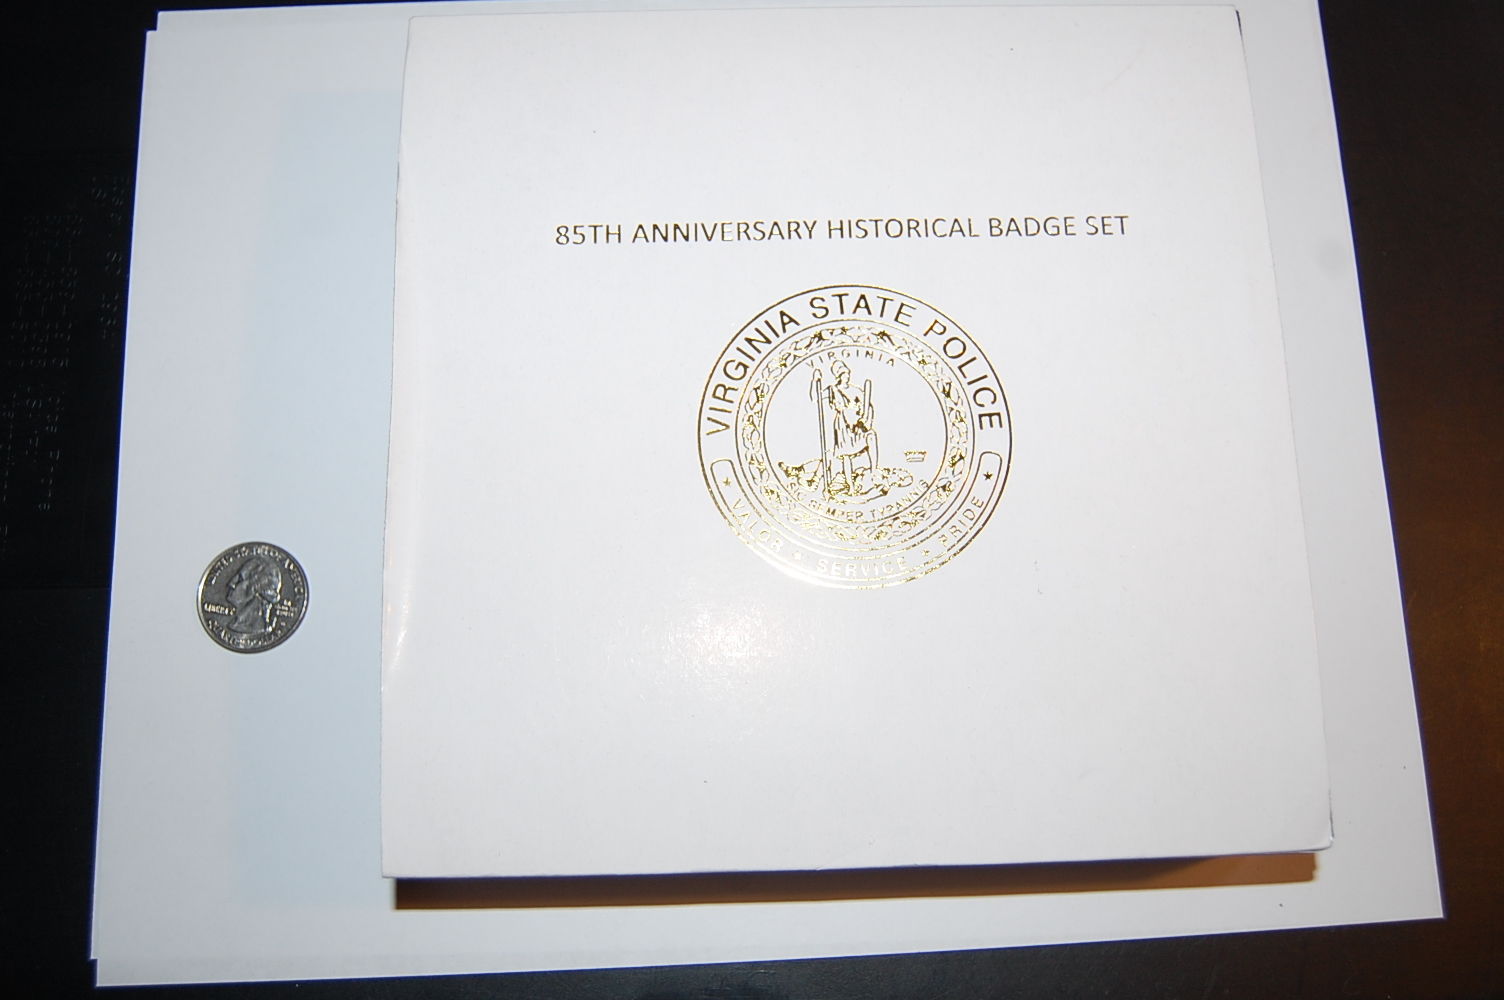 85TH ANNIVERSARY HISTORICAL BADGE SET
VIRGINIA STATE POLICE
VIRGINIA
SIC SEMPER TYRANNIS
VALOR ★ SERVICE ★ PRIDE
LIBERTY